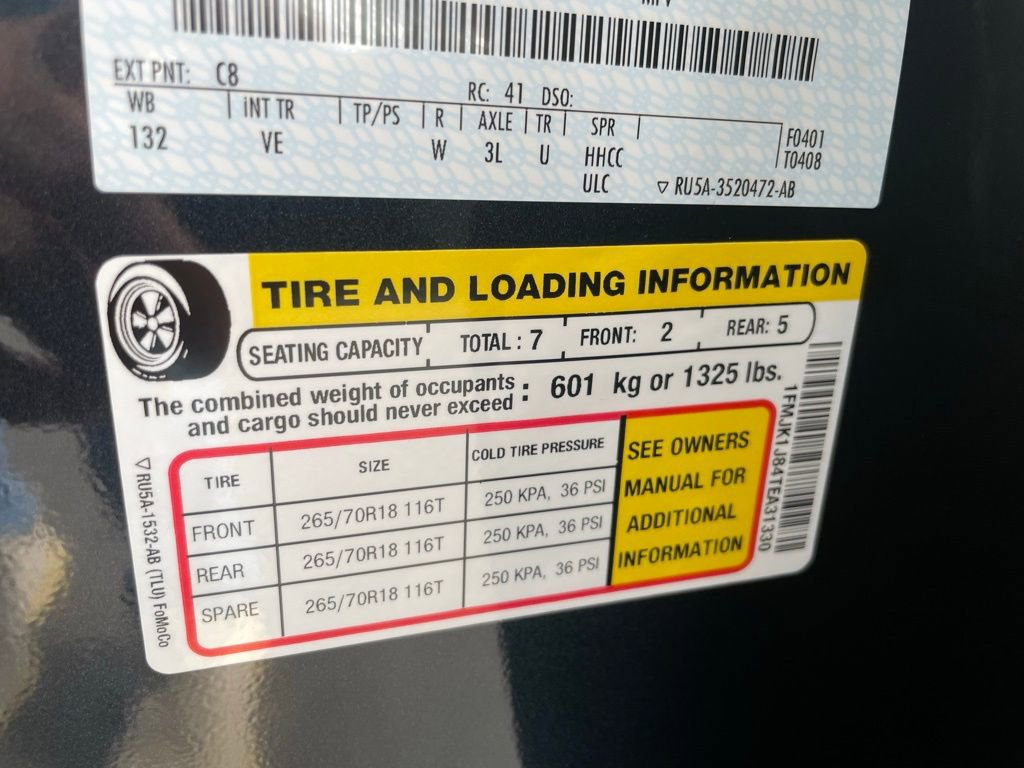 EXT PNT: C8
RC: 41 DSO:
WB | INT TR | TP/PS | R | AXLE | TR | SPR |
132 VE W 3L U HHCC
ULC
F0401
T0408
▽ RU5A-3520472-AB
TIRE AND LOADING INFORMATION
SEATING CAPACITY TOTAL : 7 FRONT: 2 REAR: 5
The combined weight of occupants
and cargo should never exceed : 601 kg or 1325 lbs.
TIRE SIZE COLD TIRE PRESSURE
FRONT 265/70R18 116T 250 KPA, 36 PSI
REAR 265/70R18 116T 250 KPA, 36 PSI
SPARE 265/70R18 116T 250 KPA, 36 PSI
SEE OWNERS
MANUAL FOR
ADDITIONAL
INFORMATION
1FMJK1J84TEA31330
▽ RU5A-1532-AB (TLU) FoMoCo